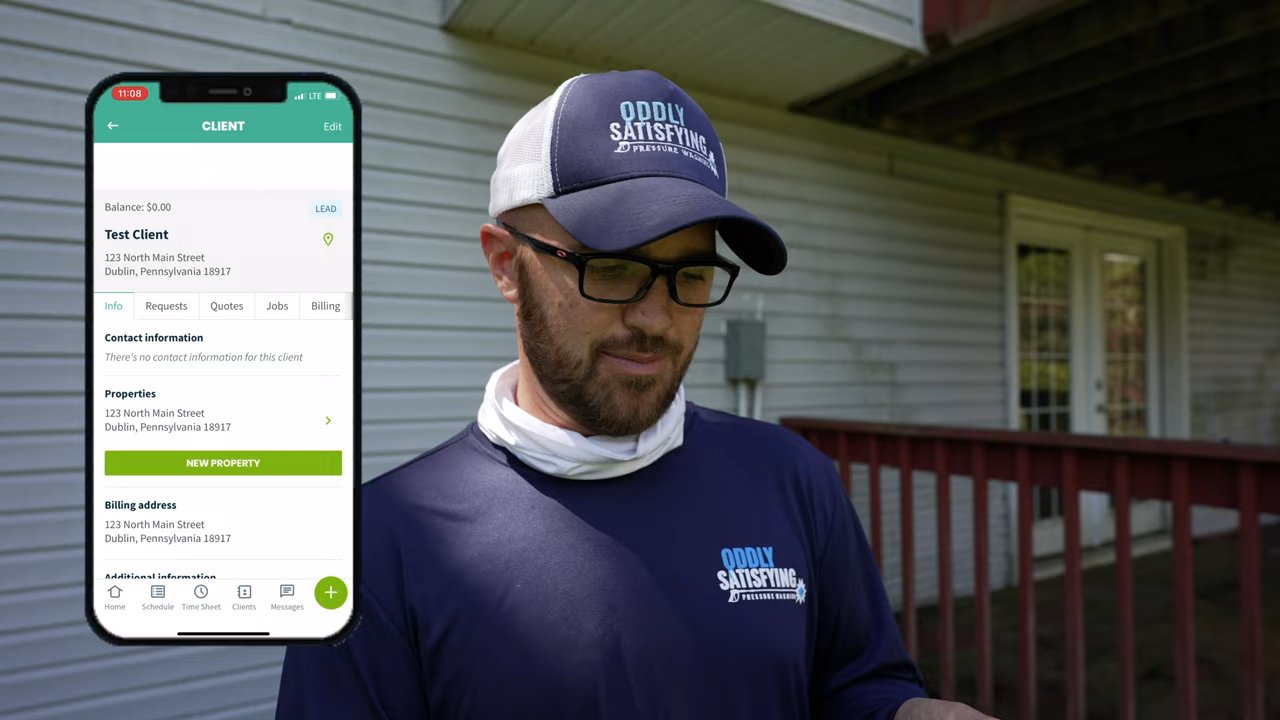 11:08
LTE
CLIENT
Edit
Balance: $0.00
LEAD
Test Client
123 North Main Street
Dublin, Pennsylvania 18917
Info
Requests
Quotes
Jobs
Billing
Contact information
There's no contact information for this client
Properties
123 North Main Street
Dublin, Pennsylvania 18917
NEW PROPERTY
Billing address
123 North Main Street
Dublin, Pennsylvania 18917
Additional information
Home
Schedule
Time Sheet
Clients
Messages
ODDLY
SATISFYING
PRESSURE WASHING
ODDLY
SATISFYING
PRESSURE WASHING